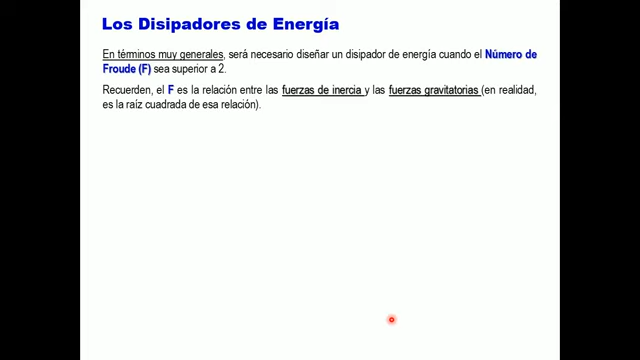 Los Disipadores de Energía
En términos muy generales, será necesario diseñar un disipador de energía cuando el Número de
Froude (F) sea superior a 2.
Recuerden, el F es la relación entre las fuerzas de inercia y las fuerzas gravitatorias (en realidad,
es la raíz cuadrada de esa relación).